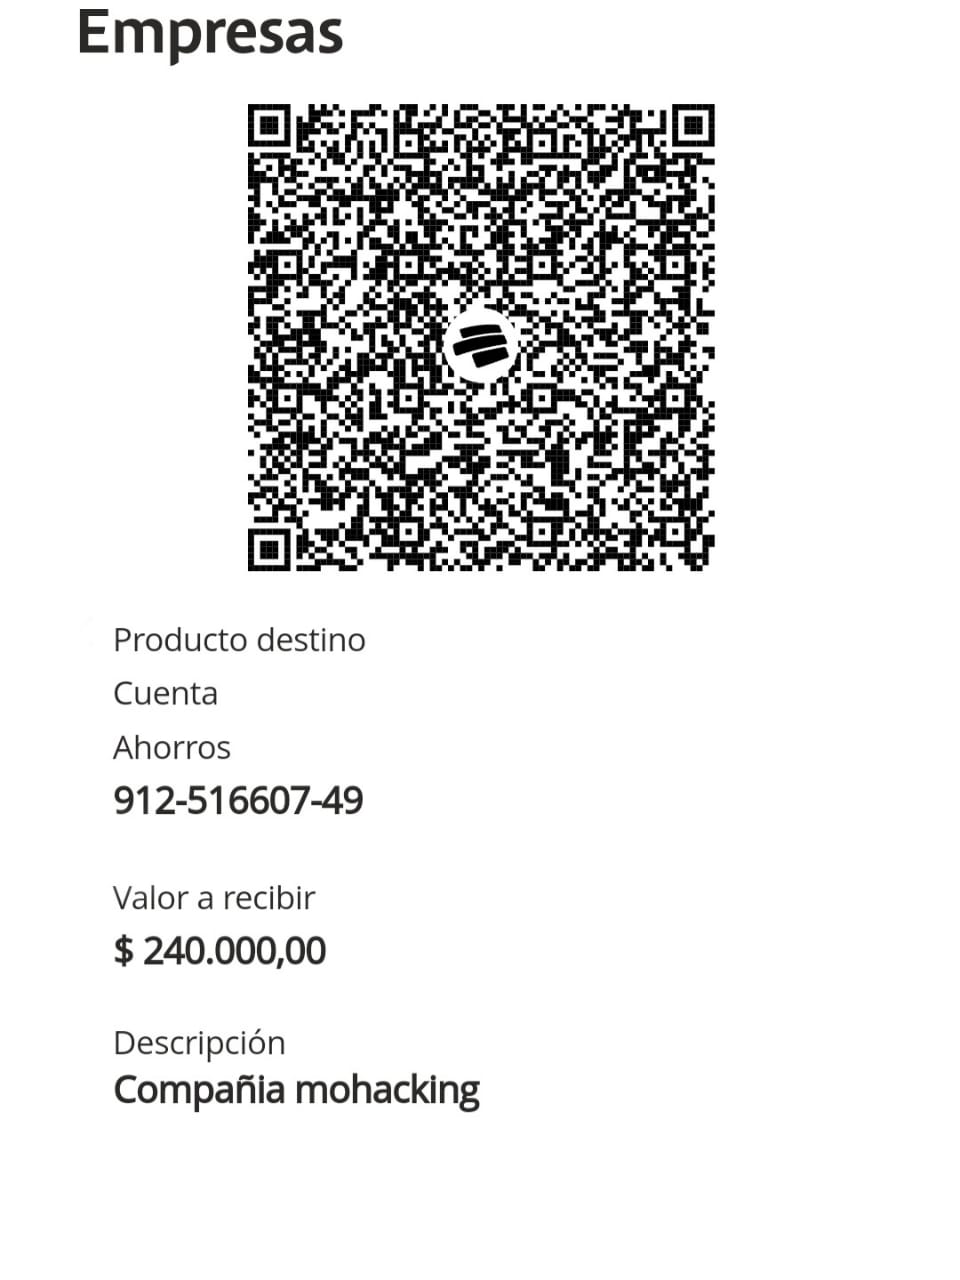 Empresas
Producto destino
Cuenta
Ahorros
912-516607-49
Valor a recibir
$ 240.000,00
Descripción
Compañia mohacking